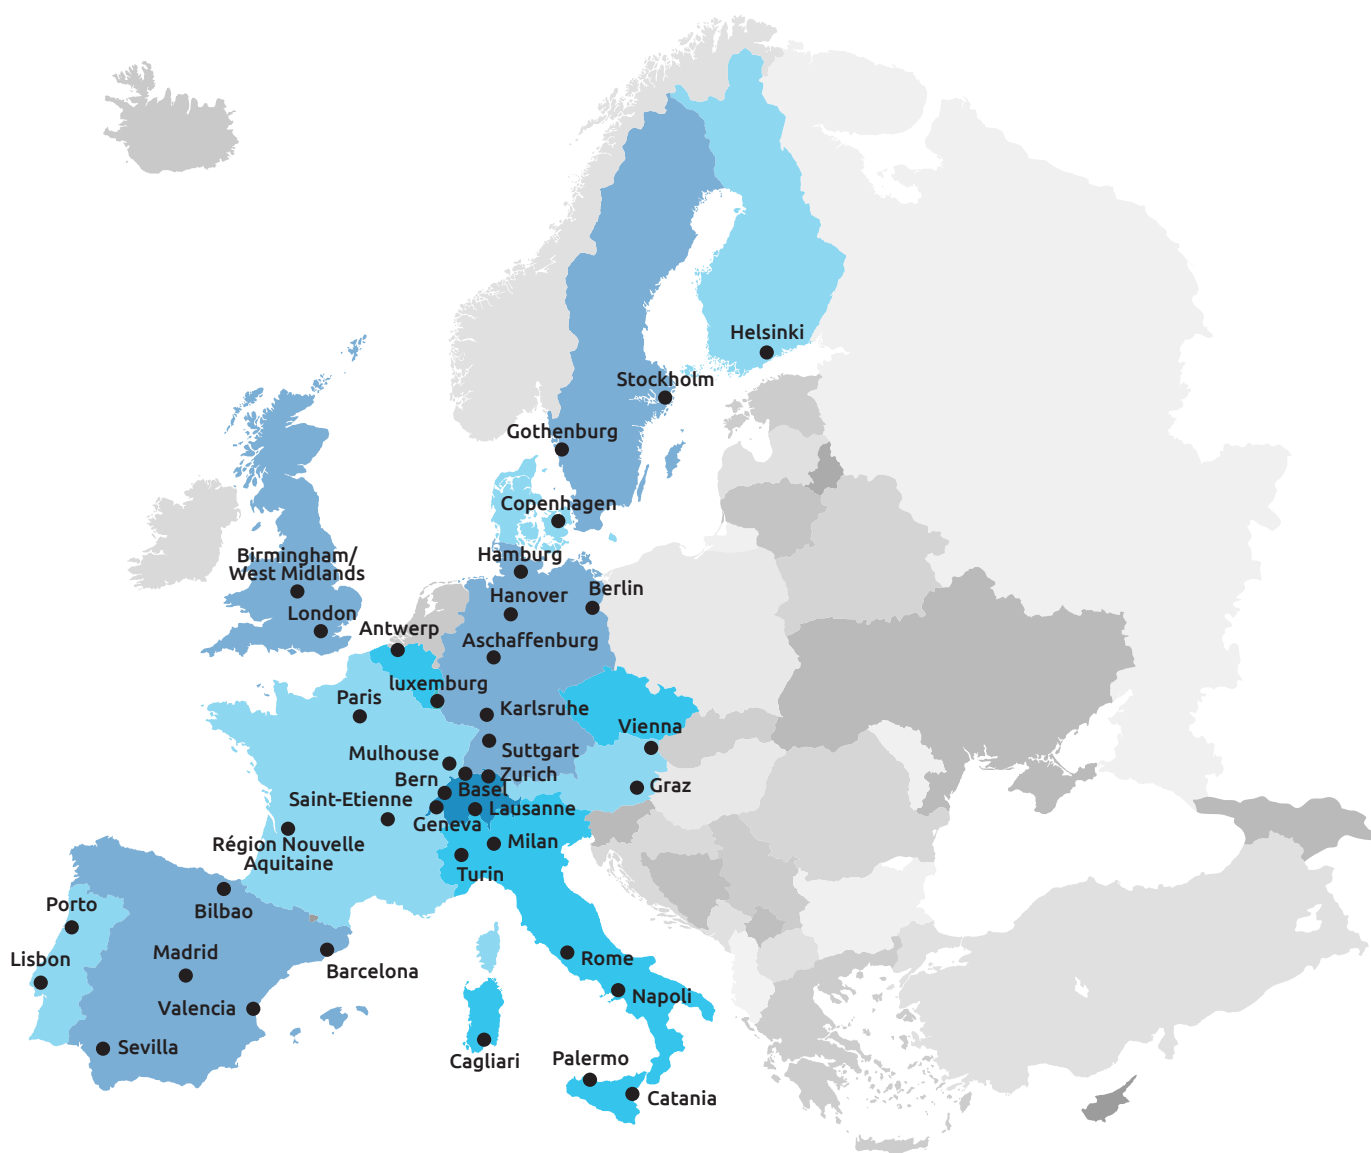 Helsinki
Stockholm
Gothenburg
Copenhagen
Hamburg
Birmingham/
West Midlands
Berlin
Hanover
London
Antwerp
Aschaffenburg
luxemburg
Paris
Karlsruhe
Vienna
Suttgart
Mulhouse
Zurich
Bern
Basel
Graz
Saint-Etienne
Lausanne
Geneva
Région Nouvelle
Aquitaine
Milan
Turin
Porto
Bilbao
Madrid
Lisbon
Rome
Barcelona
Napoli
Valencia
Sevilla
Cagliari
Palermo
Catania